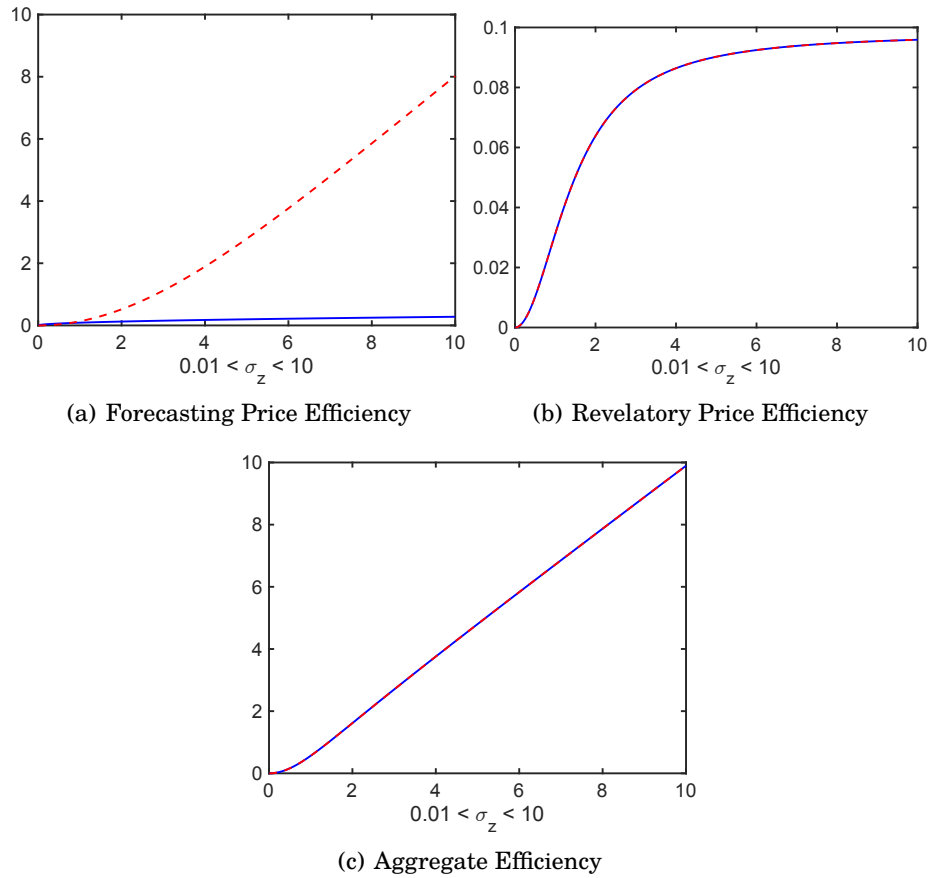 10
8
6
4
2
0
0 2 4 6 8 10
0.01 < σ_z < 10
(a) Forecasting Price Efficiency
0.1
0.08
0.06
0.04
0.02
0
0 2 4 6 8 10
0.01 < σ_z < 10
(b) Revelatory Price Efficiency
10
8
6
4
2
0
0 2 4 6 8 10
0.01 < σ_z < 10
(c) Aggregate Efficiency